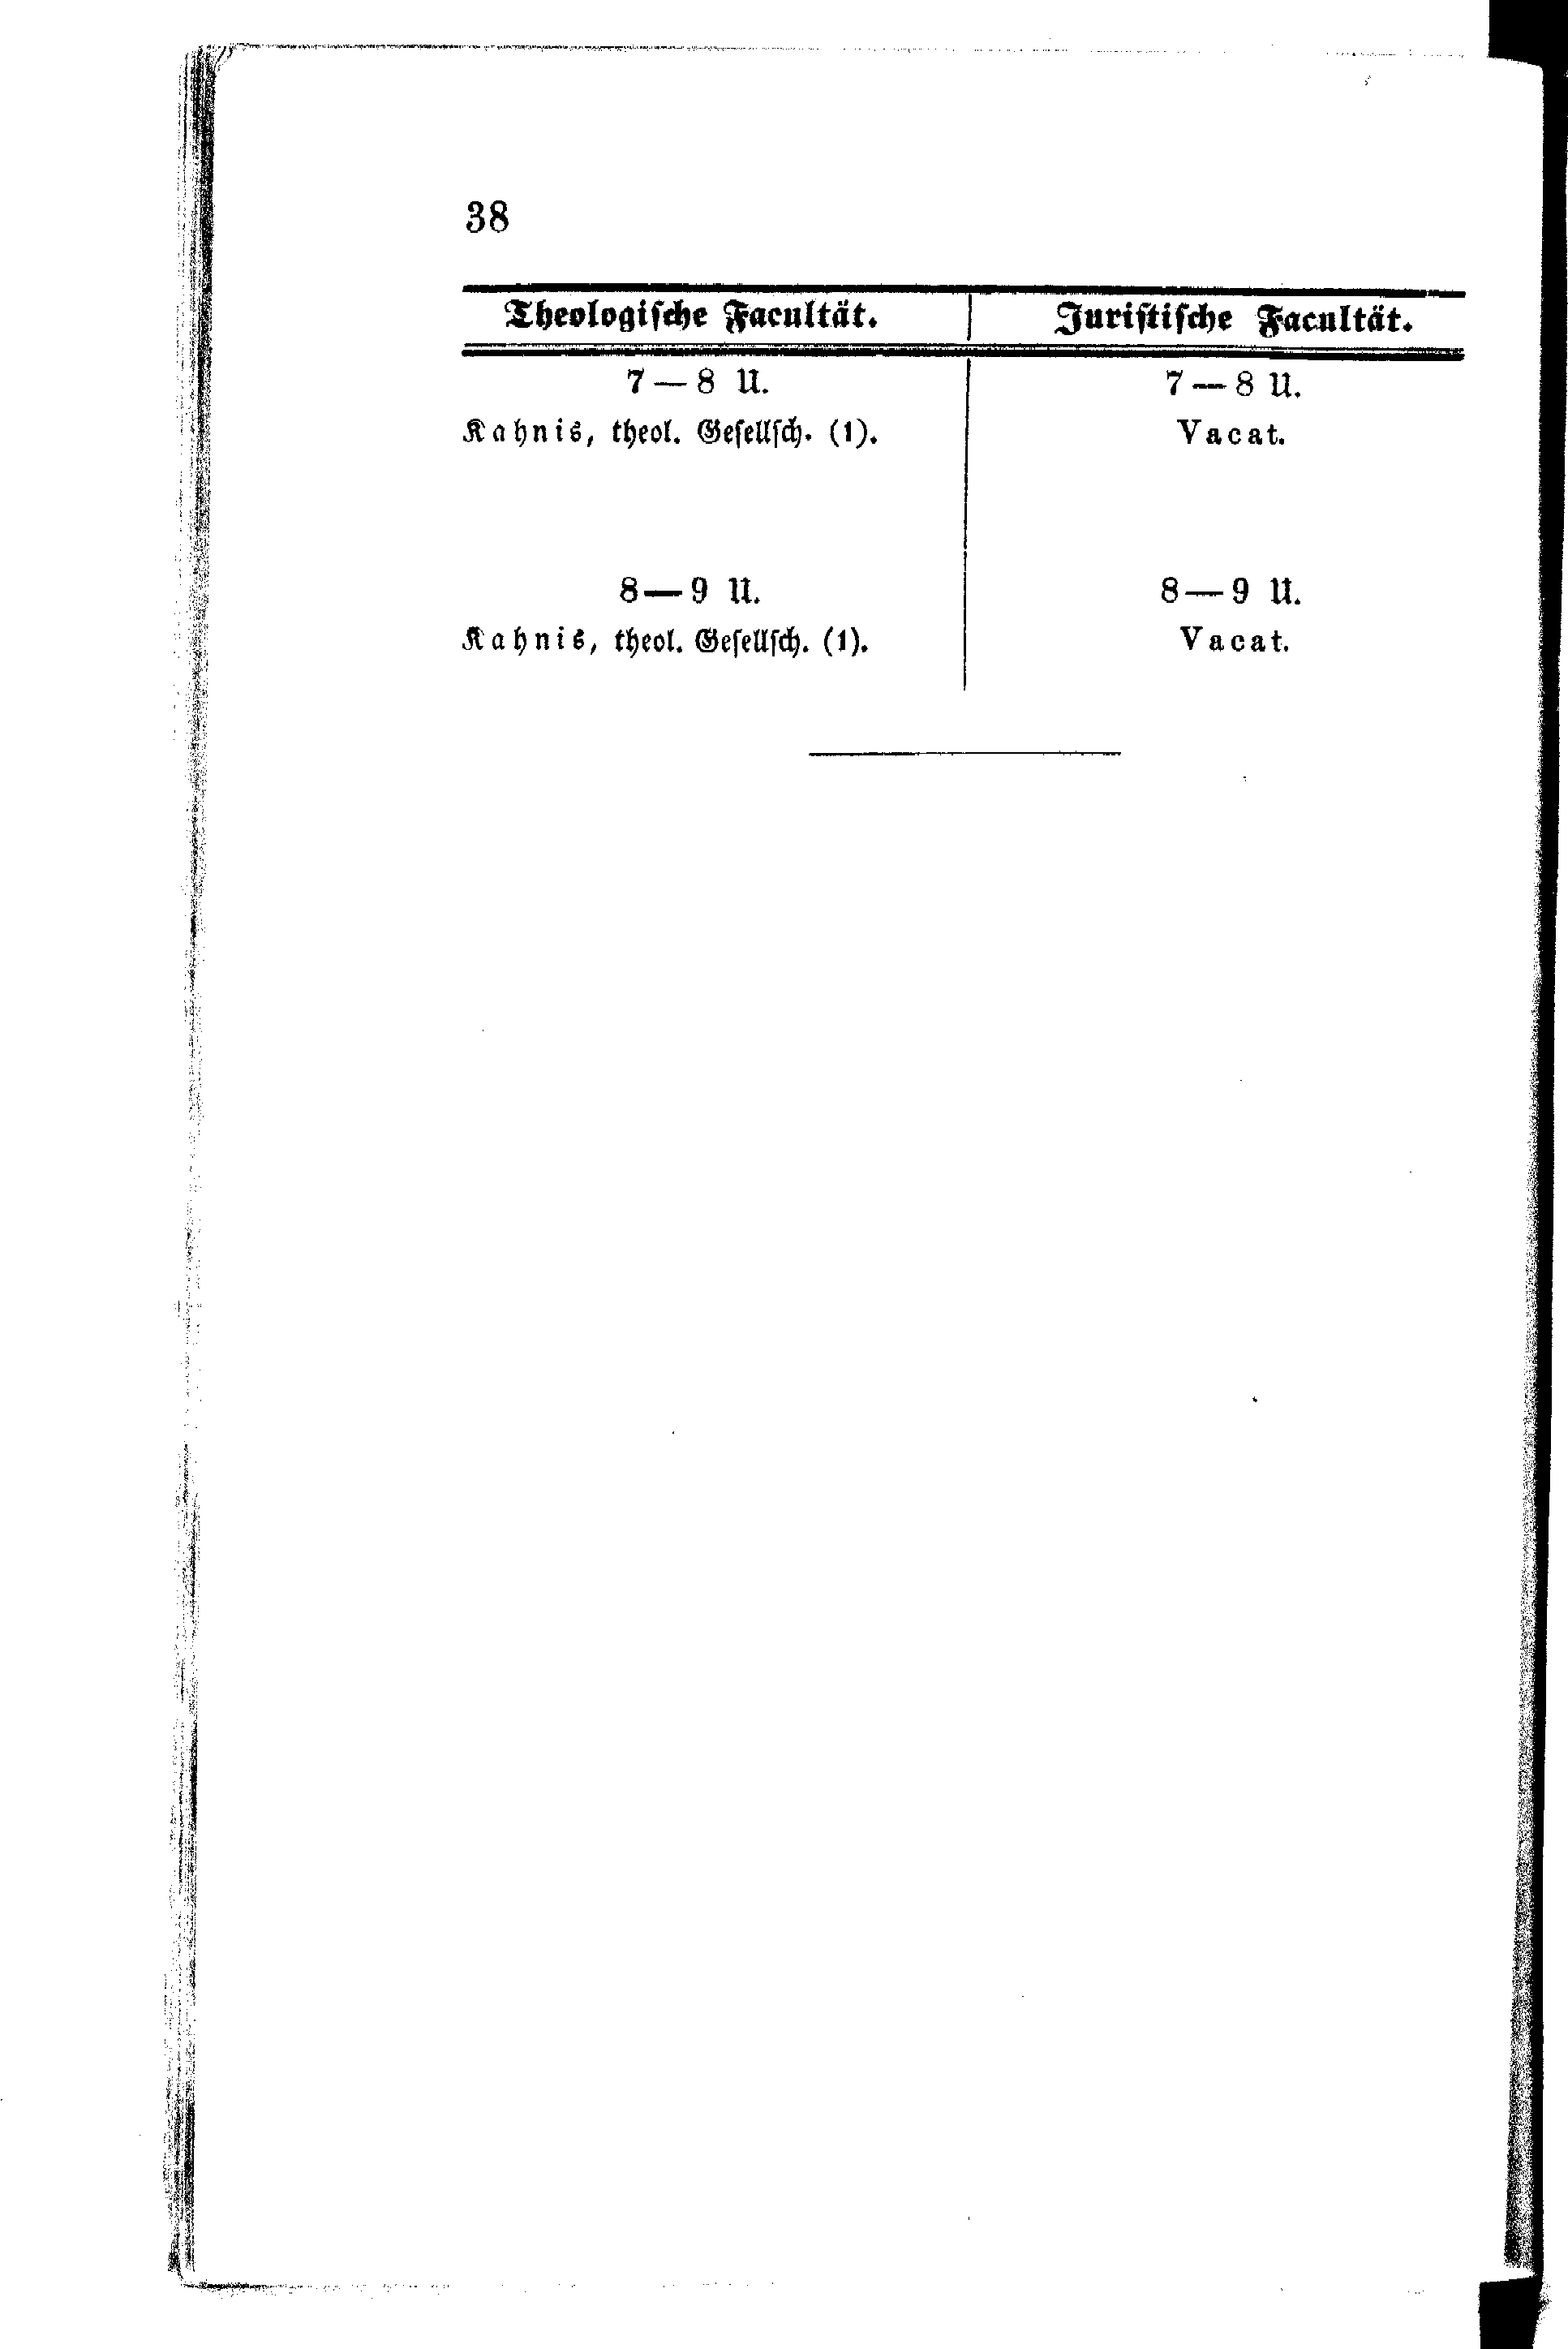 38
Theologiſche Facultät.
Juriſtiſche Facultät.
7 — 8 U.
Kahnis, theol. Geſellſch. (1).
8 — 9 U.
Kahnis, theol. Geſellſch. (1).
7 — 8 U.
Vacat.
8 — 9 U.
Vacat.